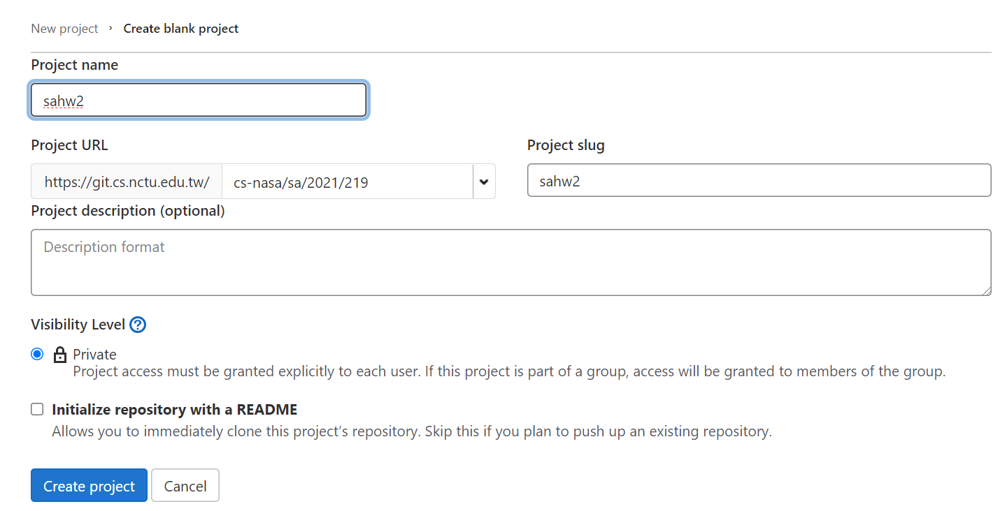 New project › Create blank project
Project name
sahw2
Project URL
Project slug
https://git.cs.nctu.edu.tw/ cs-nasa/sa/2021/219
sahw2
Project description (optional)
Description format
Visibility Level ?
Private
Project access must be granted explicitly to each user. If this project is part of a group, access will be granted to members of the group.
Initialize repository with a README
Allows you to immediately clone this project’s repository. Skip this if you plan to push up an existing repository.
Create project
Cancel